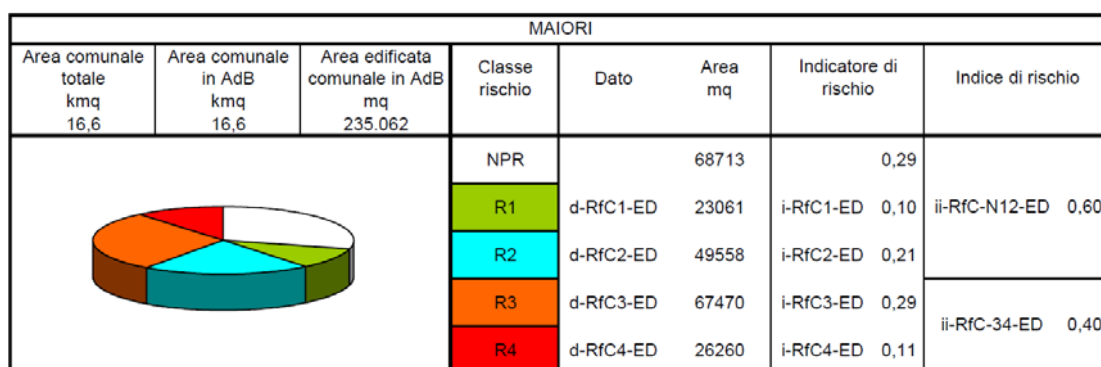 MAIORI
Area comunale totale kmq 16,6
Area comunale in AdB kmq 16,6
Area edificata comunale in AdB mq 235.062
Classe rischio
Dato
Area mq
Indicatore di rischio
Indice di rischio
NPR 68713 0,29
R1 d-RfC1-ED 23061 i-RfC1-ED 0,10
ii-RfC-N12-ED 0,60
R2 d-RfC2-ED 49558 i-RfC2-ED 0,21
R3 d-RfC3-ED 67470 i-RfC3-ED 0,29
ii-RfC-34-ED 0,40
R4 d-RfC4-ED 26260 i-RfC4-ED 0,11